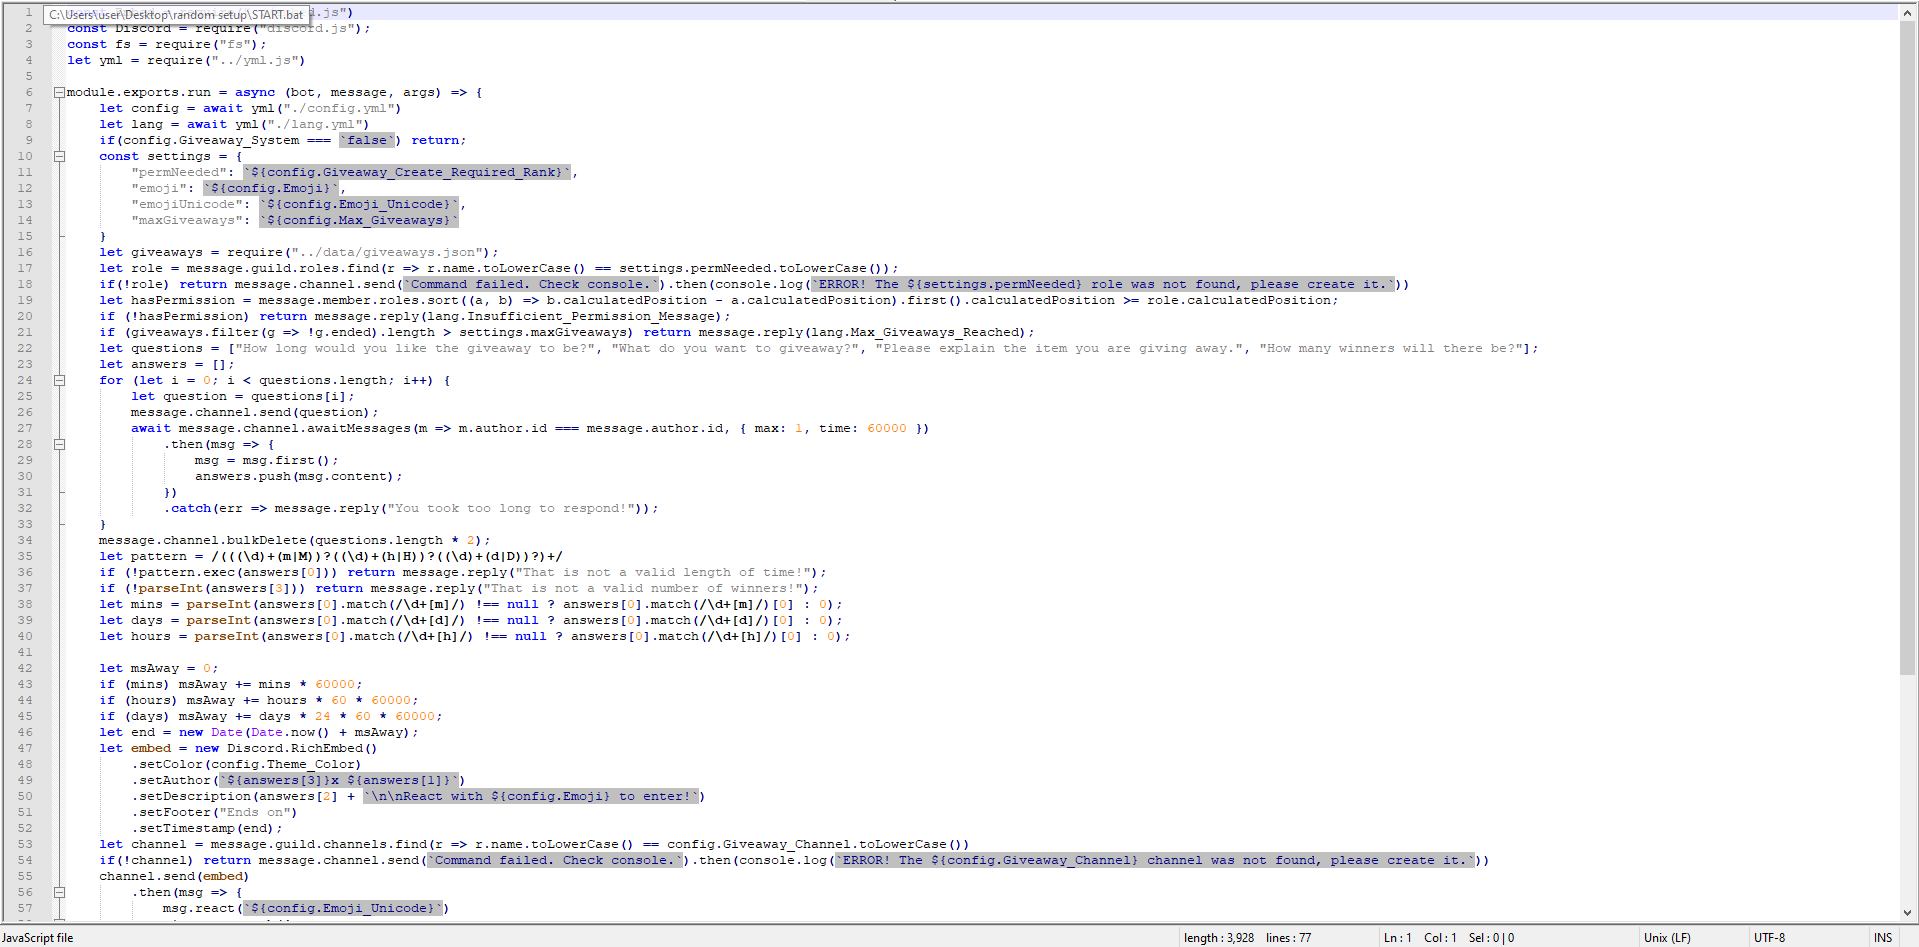 C:\Users\user\Desktop\random setup\START.bat
1 .js")
2 const Discord = require("discord.js");
3 const fs = require("fs");
4 let yml = require("../yml.js")
5
6 module.exports.run = async (bot, message, args) => {
7 let config = await yml("./config.yml")
8 let lang = await yml("./lang.yml")
9 if(config.Giveaway_System === `false`) return;
10 const settings = {
11 "permNeeded": `${config.Giveaway_Create_Required_Rank}`,
12 "emoji": `${config.Emoji}`,
13 "emojiUnicode": `${config.Emoji_Unicode}`,
14 "maxGiveaways": `${config.Max_Giveaways}`
15 }
16 let giveaways = require("../data/giveaways.json");
17 let role = message.guild.roles.find(r => r.name.toLowerCase() == settings.permNeeded.toLowerCase());
18 if(!role) return message.channel.send(`Command failed. Check console.`).then(console.log(`ERROR! The ${settings.permNeeded} role was not found, please create it.`))
19 let hasPermission = message.member.roles.sort((a, b) => b.calculatedPosition - a.calculatedPosition).first().calculatedPosition >= role.calculatedPosition;
20 if (!hasPermission) return message.reply(lang.Insufficient_Permission_Message);
21 if (giveaways.filter(g => !g.ended).length > settings.maxGiveaways) return message.reply(lang.Max_Giveaways_Reached);
22 let questions = ["How long would you like the giveaway to be?", "What do you want to giveaway?", "Please explain the item you are giving away.", "How many winners will there be?"];
23 let answers = [];
24 for (let i = 0; i < questions.length; i++) {
25 let question = questions[i];
26 message.channel.send(question);
27 await message.channel.awaitMessages(m => m.author.id === message.author.id, { max: 1, time: 60000 })
28 .then(msg => {
29 msg = msg.first();
30 answers.push(msg.content);
31 })
32 .catch(err => message.reply("You took too long to respond!"));
33 }
34 message.channel.bulkDelete(questions.length * 2);
35 let pattern = /(((\d)+(m|M))?((\d)+(h|H))?((\d)+(d|D))?)+/
36 if (!pattern.exec(answers[0])) return message.reply("That is not a valid length of time!");
37 if (!parseInt(answers[3])) return message.reply("That is not a valid number of winners!");
38 let mins = parseInt(answers[0].match(/\d+[m]/) !== null ? answers[0].match(/\d+[m]/)[0] : 0);
39 let days = parseInt(answers[0].match(/\d+[d]/) !== null ? answers[0].match(/\d+[d]/)[0] : 0);
40 let hours = parseInt(answers[0].match(/\d+[h]/) !== null ? answers[0].match(/\d+[h]/)[0] : 0);
41
42 let msAway = 0;
43 if (mins) msAway += mins * 60000;
44 if (hours) msAway += hours * 60 * 60000;
45 if (days) msAway += days * 24 * 60 * 60000;
46 let end = new Date(Date.now() + msAway);
47 let embed = new Discord.RichEmbed()
48 .setColor(config.Theme_Color)
49 .setAuthor(`${answers[3]}x ${answers[1]}`)
50 .setDescription(answers[2] + `\n\nReact with ${config.Emoji} to enter!`)
51 .setFooter("Ends on")
52 .setTimestamp(end);
53 let channel = message.guild.channels.find(r => r.name.toLowerCase() == config.Giveaway_Channel.toLowerCase())
54 if(!channel) return message.channel.send(`Command failed. Check console.`).then(console.log(`ERROR! The ${config.Giveaway_Channel} channel was not found, please create it.`))
55 channel.send(embed)
56 .then(msg => {
57 msg.react(`${config.Emoji_Unicode}`)
JavaScript file length : 3,928 lines : 77 Ln : 1 Col : 1 Sel : 0 | 0 Unix (LF) UTF-8 INS